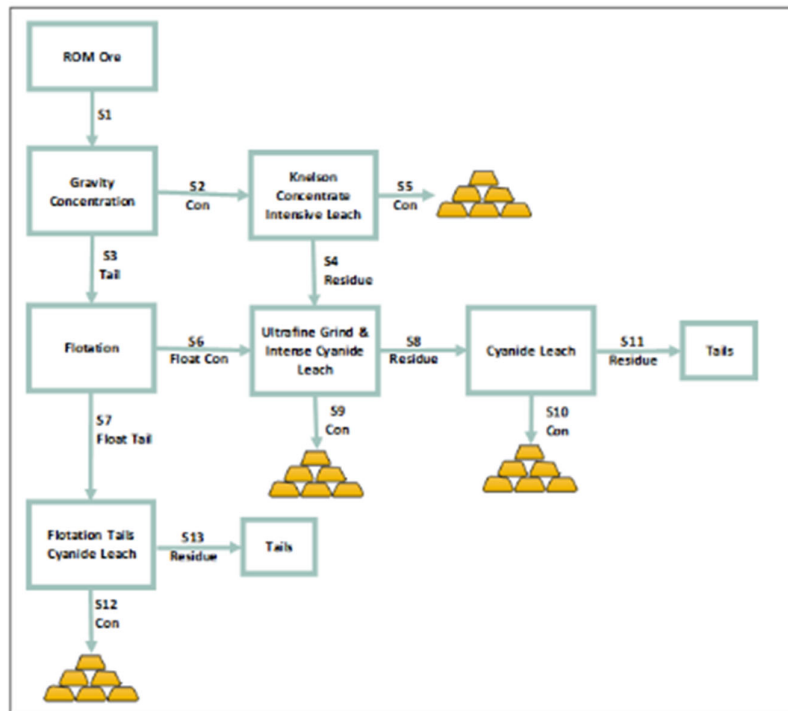 ROM Ore
S1
Gravity
Concentration
S2
Con
Knelson
Concentrate
Intensive Leach
S5
Con
S3
Tail
S4
Residue
Flotation
S6
Float Con
Ultrafine Grind &
Intense Cyanide
Leach
S8
Residue
Cyanide Leach
S11
Residue
Tails
S7
Float Tail
S9
Con
S10
Con
Flotation Tails
Cyanide Leach
S13
Residue
Tails
S12
Con